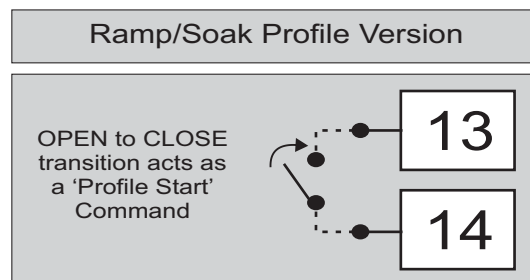 Ramp/Soak Profile Version
OPEN to CLOSE
transition acts as
a ‘Profile Start’
Command
13
14